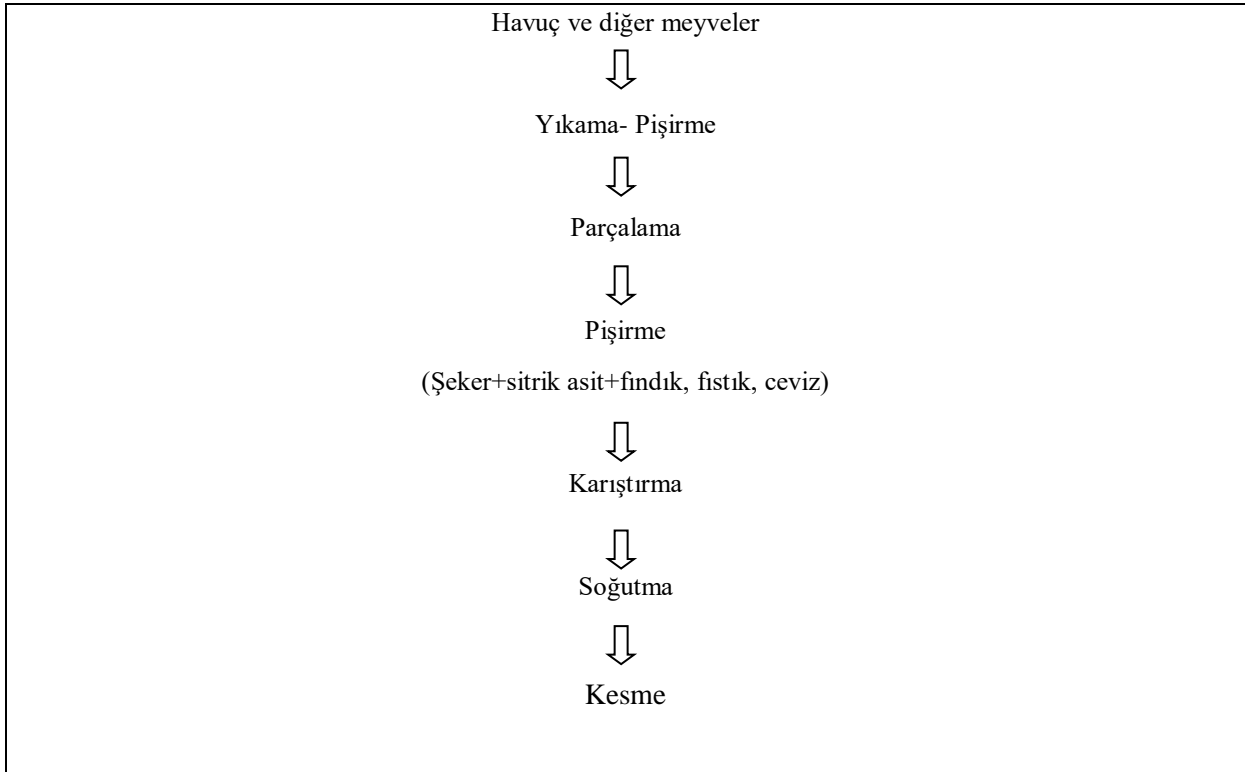 Havuç ve diğer meyveler
Yıkama- Pişirme
Parçalama
Pişirme
(Şeker+sitrik asit+fındık, fıstık, ceviz)
Karıştırma
Soğutma
Kesme